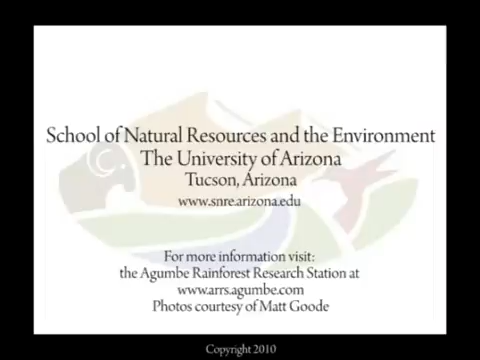 School of Natural Resources and the Environment
The University of Arizona
Tucson, Arizona
www.snre.arizona.edu
For more information visit:
the Agumbe Rainforest Research Station at
www.arrs.agumbe.com
Photos courtesy of Matt Goode
Copyright 2010